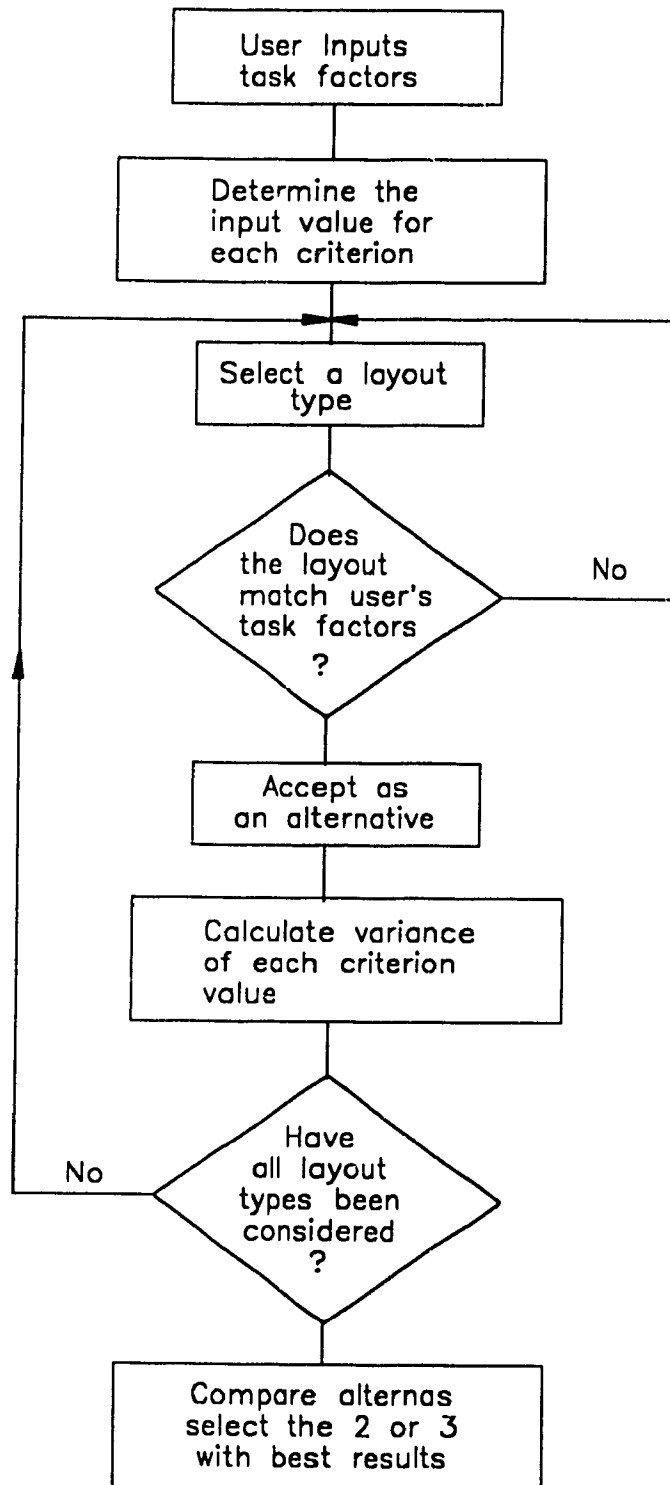 User Inputs
task factors
Determine the
input value for
each criterion
Select a layout
type
Does
the layout
match user's
task factors
?
No
Accept as
an alternative
Calculate variance
of each criterion
value
Have
all layout
types been
considered
?
No
Compare alternas
select the 2 or 3
with best results